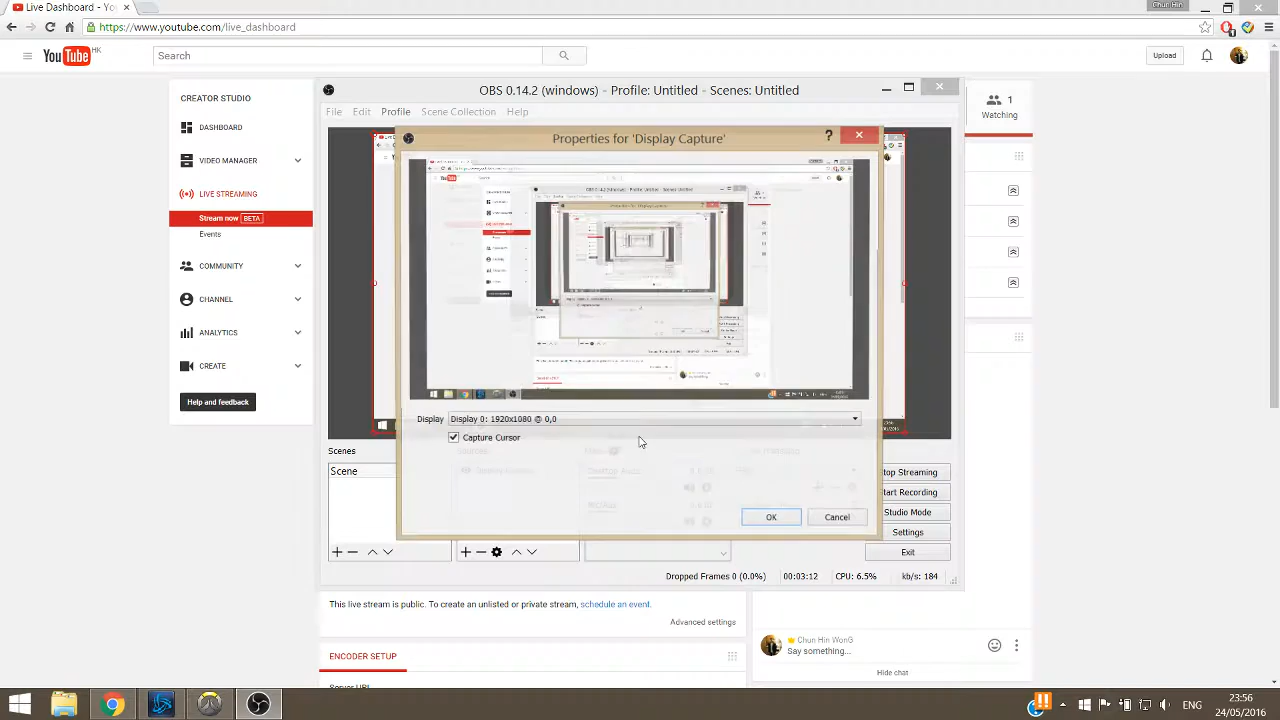 Live Dashboard - Yo
Chun Hin
https://www.youtube.com/live_dashboard
YouTube HK
Search
Upload
CREATOR STUDIO
DASHBOARD
VIDEO MANAGER
LIVE STREAMING
Stream now BETA
Events
COMMUNITY
CHANNEL
ANALYTICS
CREATE
Help and feedback
OBS 0.14.2 (windows) - Profile: Untitled - Scenes: Untitled
File Edit Profile Scene Collection Help
1
Watching
Properties for 'Display Capture'
Display Display 0: 1920x1080 @ 0,0
Capture Cursor
OK Cancel
Scenes
Scene
top Streaming
tart Recording
Studio Mode
Settings
Exit
Dropped Frames 0 (0.0%) 00:03:12 CPU: 6.5% kb/s: 184
This live stream is public. To create an unlisted or private stream, schedule an event.
Advanced settings
ENCODER SETUP
Chun Hin WonG
Say something...
Hide chat
23:56
24/05/2016